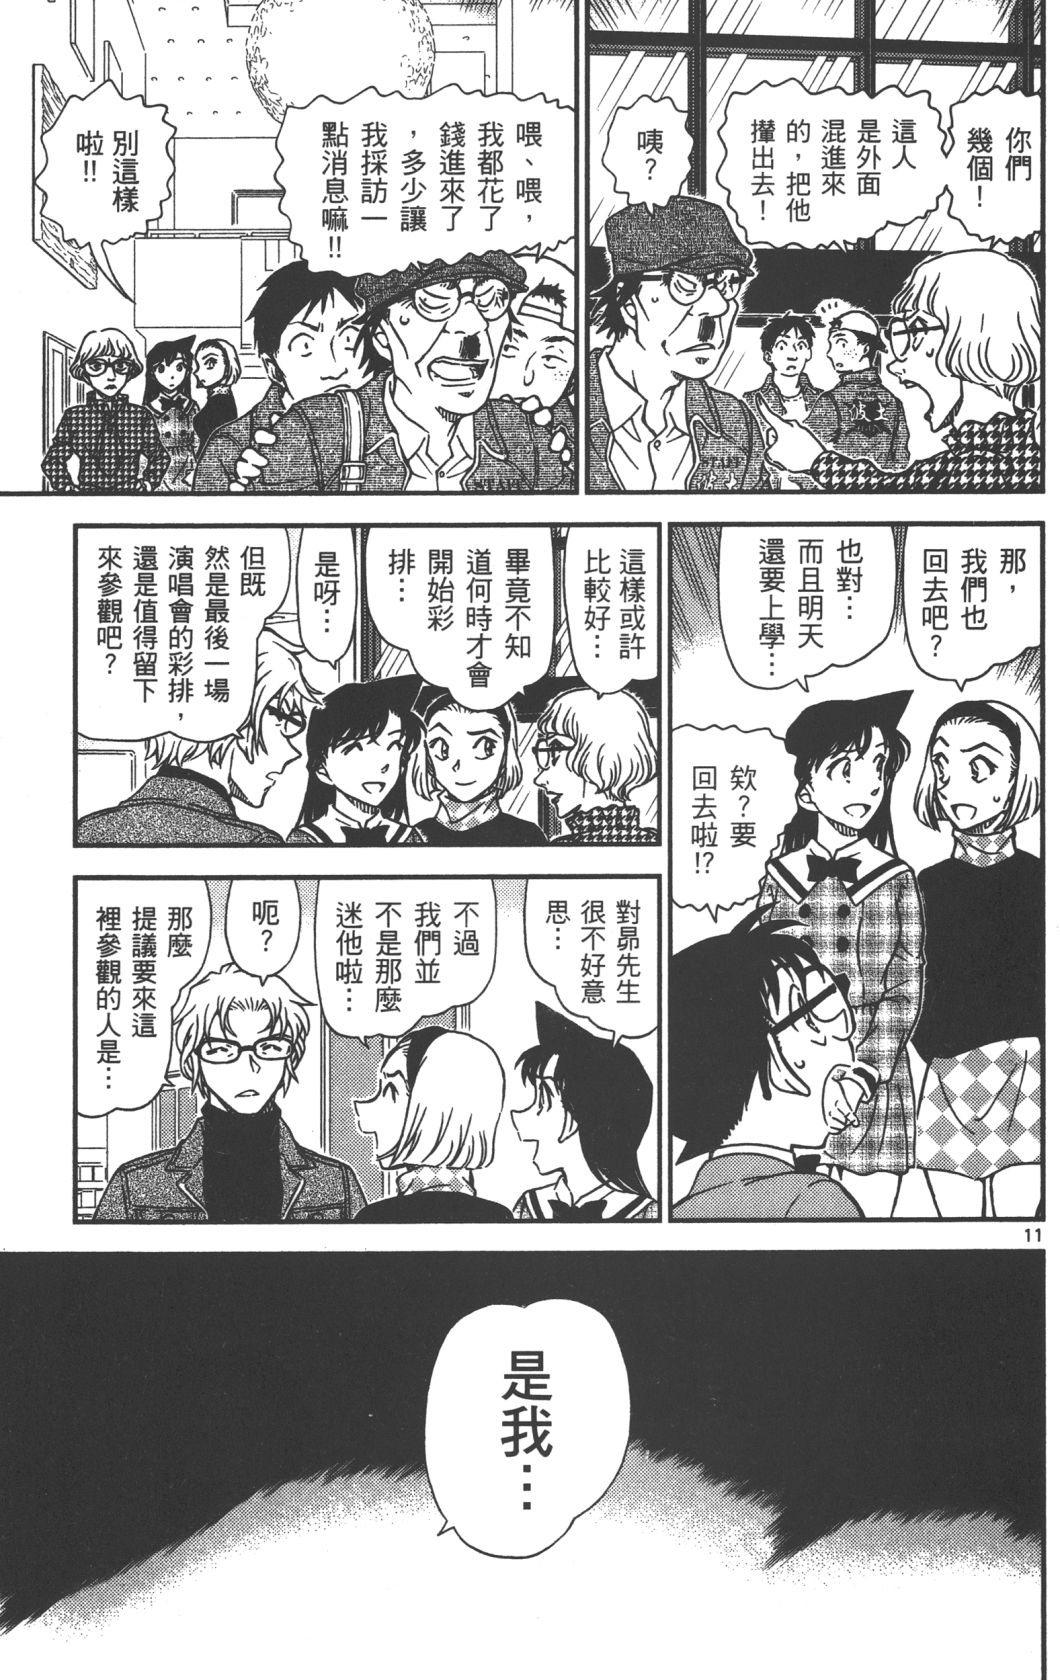 你們
幾個！
這人
是外面
混進來
的，把他
攆出去！
咦？
喂、喂，
我都花了
錢進來了
，多少讓
我採訪一
點消息嘛!!
別這樣
啦!!
波土
STAFF
波土
STAFF
那，
我們也
回去吧？
也對…
而且明天
還要上學…
欸？要
回去啦!?
這樣或許
比較好…
畢竟不知
道何時才會
開始彩
排…
是呀…
但既
然是最後一場
演唱會的彩排，
還是值得留下
來參觀吧？
對昴先生
很不好意
思…
不過
我們並
不是那麼
迷他啦…
呃？
那麼
提議要來這
裡參觀的人是…
11
是我…